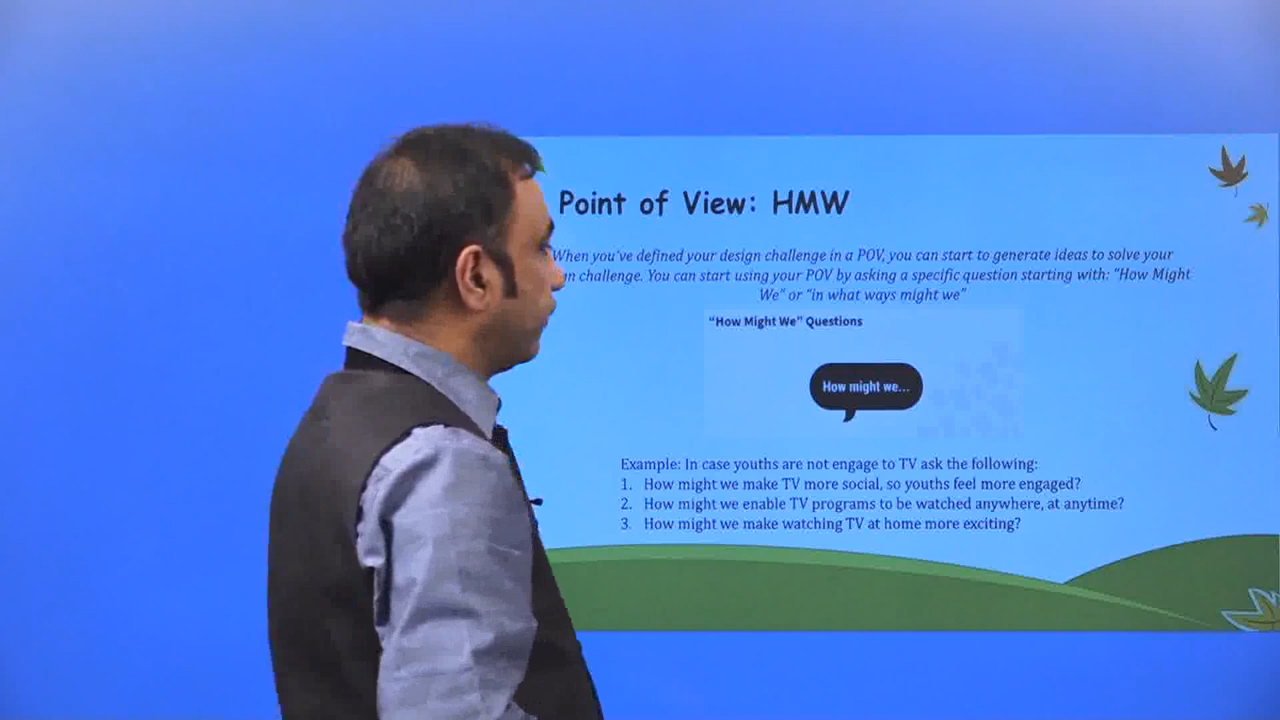 Point of View: HMW
When you've defined your design challenge in a POV, you can start to generate ideas to solve your
challenge. You can start using your POV by asking a specific question starting with: "How Might
We" or "in what ways might we"
"How Might We" Questions
How might we...
Example: In case youths are not engage to TV ask the following:
1. How might we make TV more social, so youths feel more engaged?
2. How might we enable TV programs to be watched anywhere, at anytime?
3. How might we make watching TV at home more exciting?